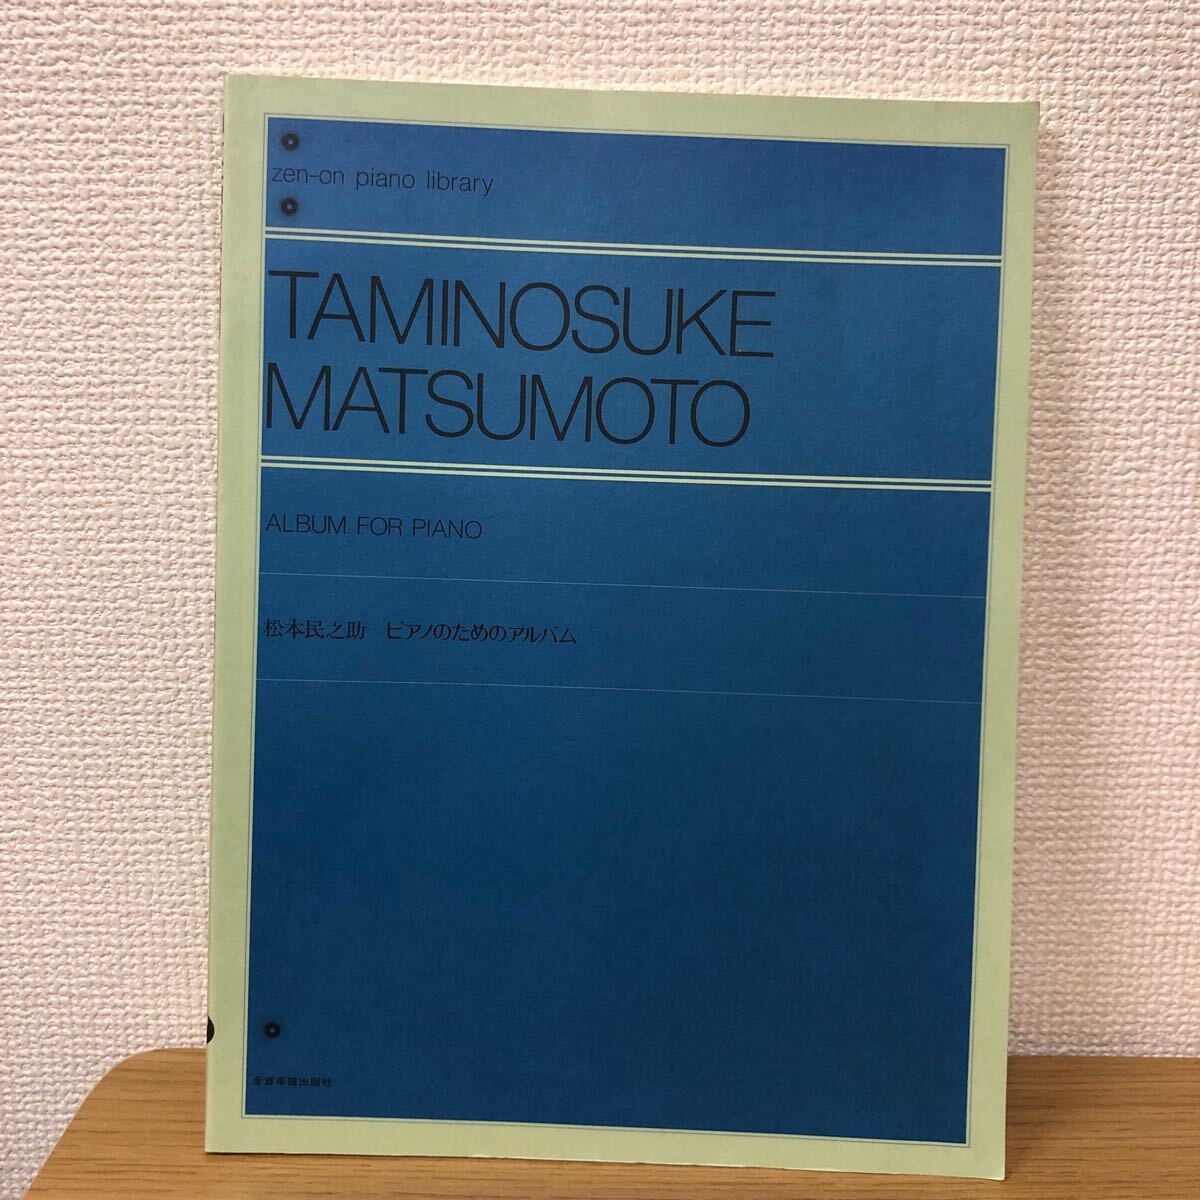 zen-on piano library
TAMINOSUKE
MATSUMOTO
ALBUM FOR PIANO
松本民之助　ピアノのためのアルバム
全音楽譜出版社